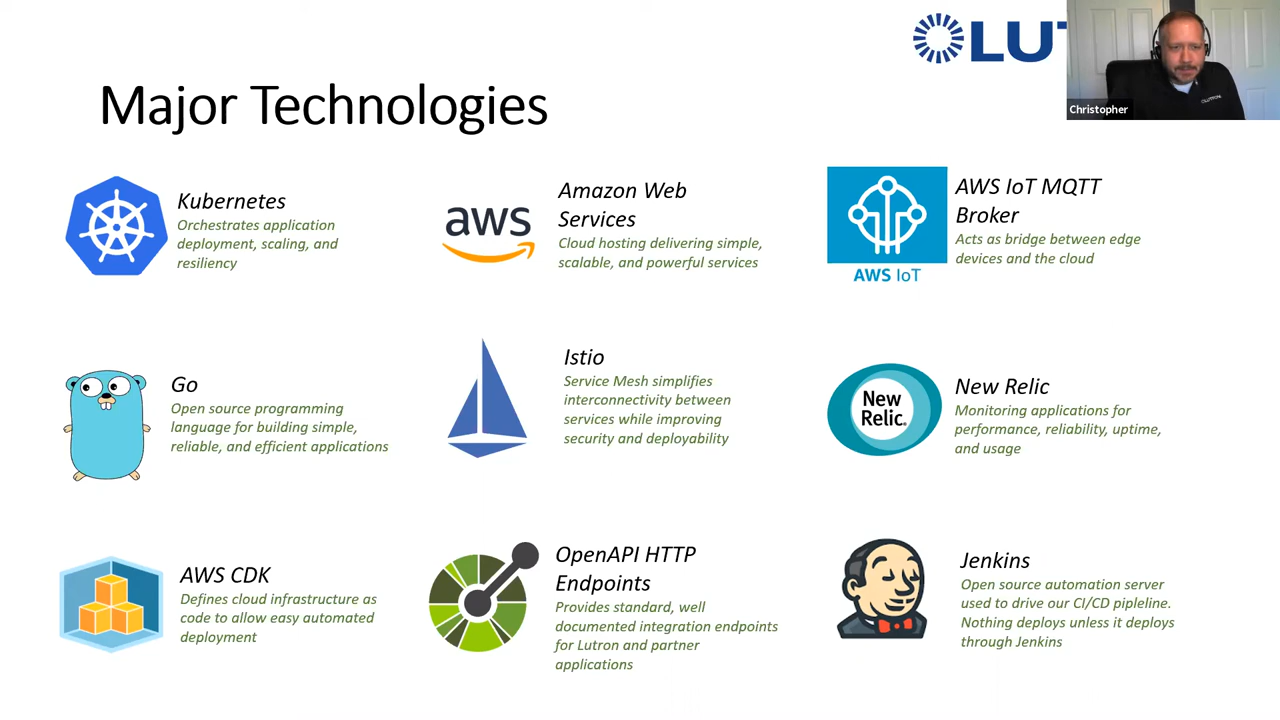 LUT
Christopher
Major Technologies
Kubernetes
Orchestrates application
deployment, scaling, and
resiliency
aws
Amazon Web
Services
Cloud hosting delivering simple,
scalable, and powerful services
AWS IoT
AWS IoT MQTT
Broker
Acts as bridge between edge
devices and the cloud
Go
Open source programming
language for building simple,
reliable, and efficient applications
Istio
Service Mesh simplifies
interconnectivity between
services while improving
security and deployability
New
Relic.
New Relic
Monitoring applications for
performance, reliability, uptime,
and usage
AWS CDK
Defines cloud infrastructure as
code to allow easy automated
deployment
OpenAPI HTTP
Endpoints
Provides standard, well
documented integration endpoints
for Lutron and partner
applications
Jenkins
Open source automation server
used to drive our CI/CD pipleline.
Nothing deploys unless it deploys
through Jenkins